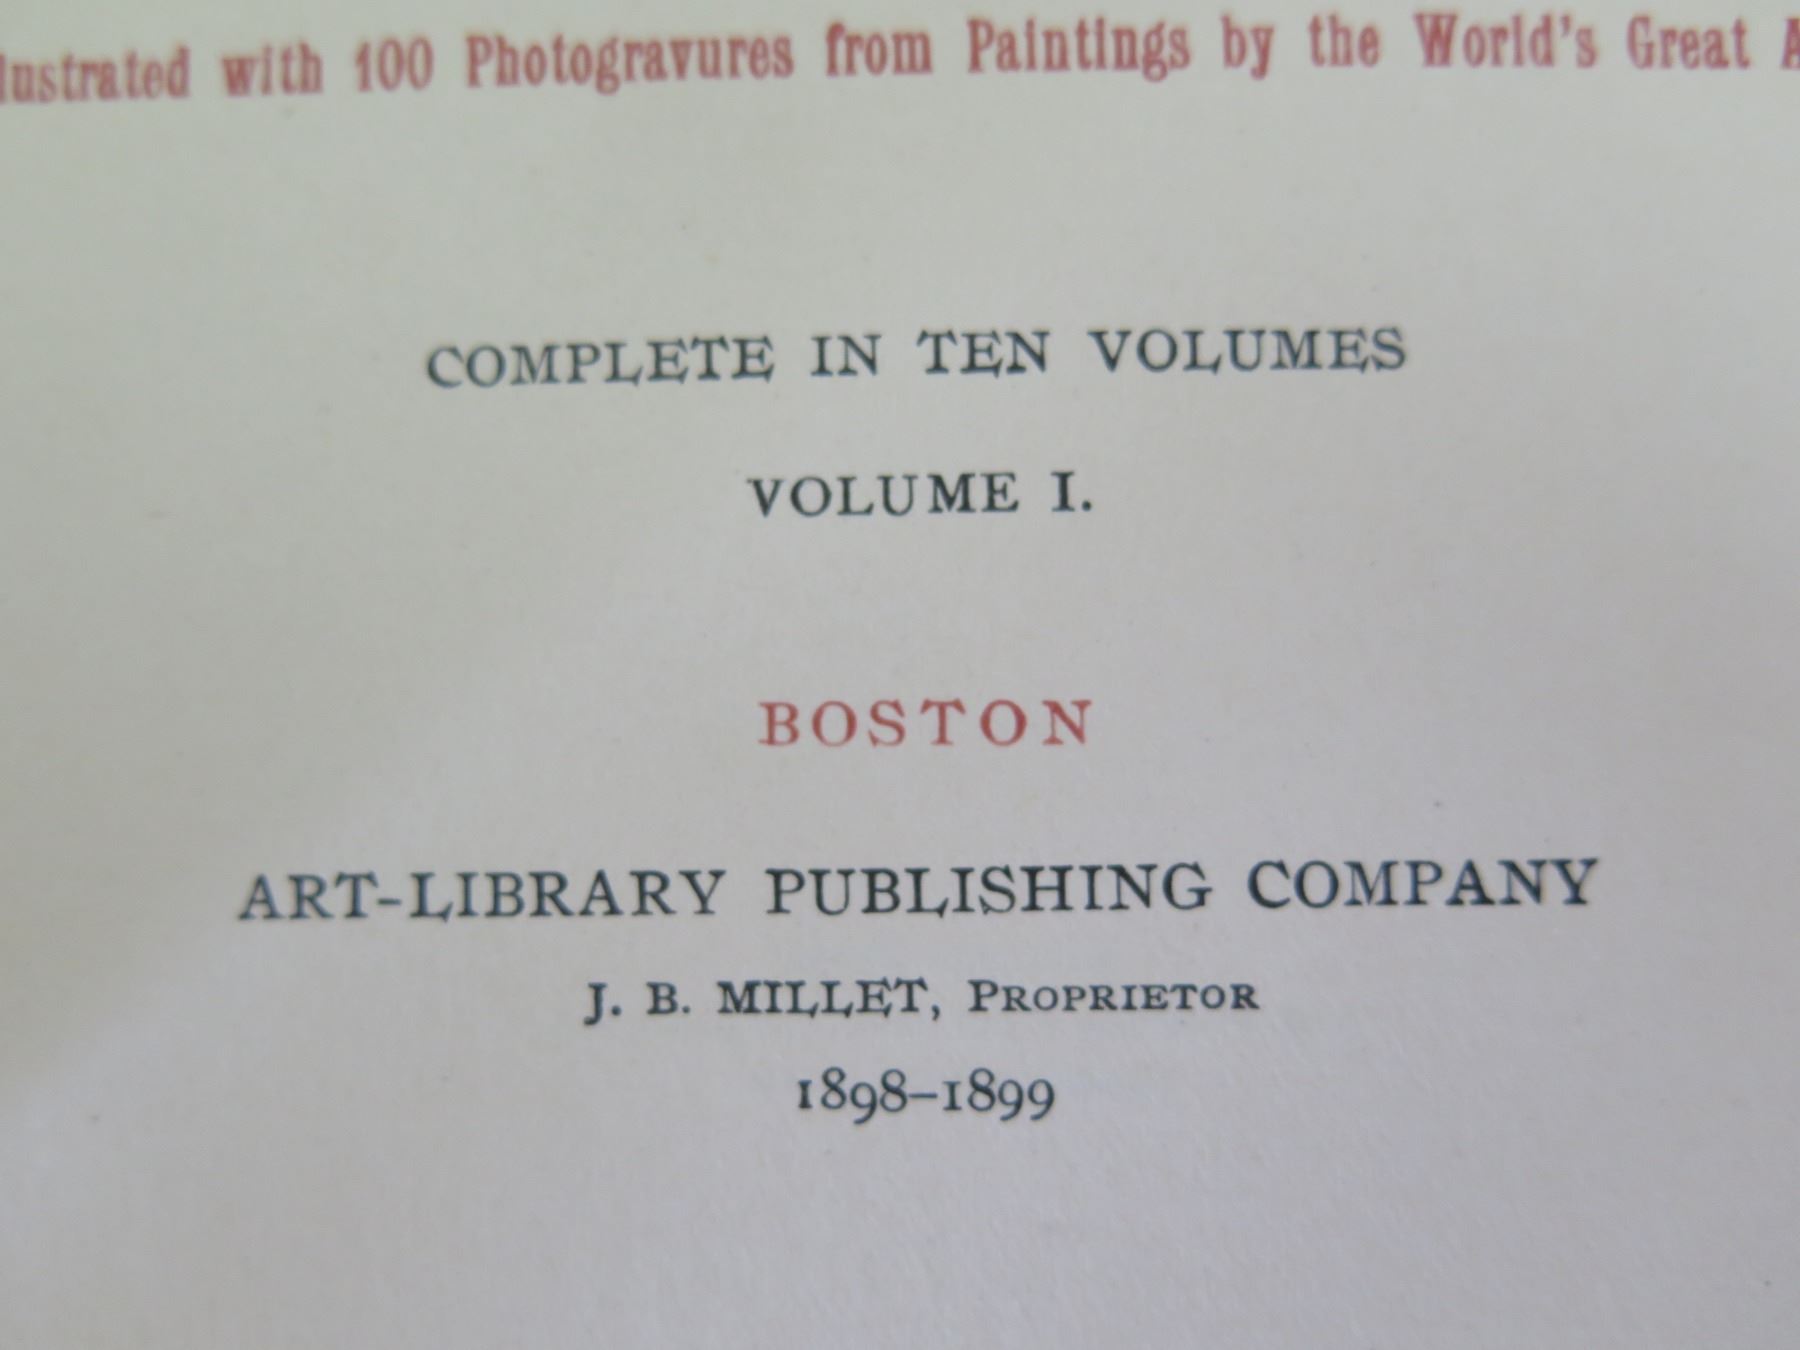 lustrated with 100 Photogravures from Paintings by the World's Great A
COMPLETE IN TEN VOLUMES
VOLUME I.
BOSTON
ART-LIBRARY PUBLISHING COMPANY
J. B. MILLET, PROPRIETOR
1898–1899